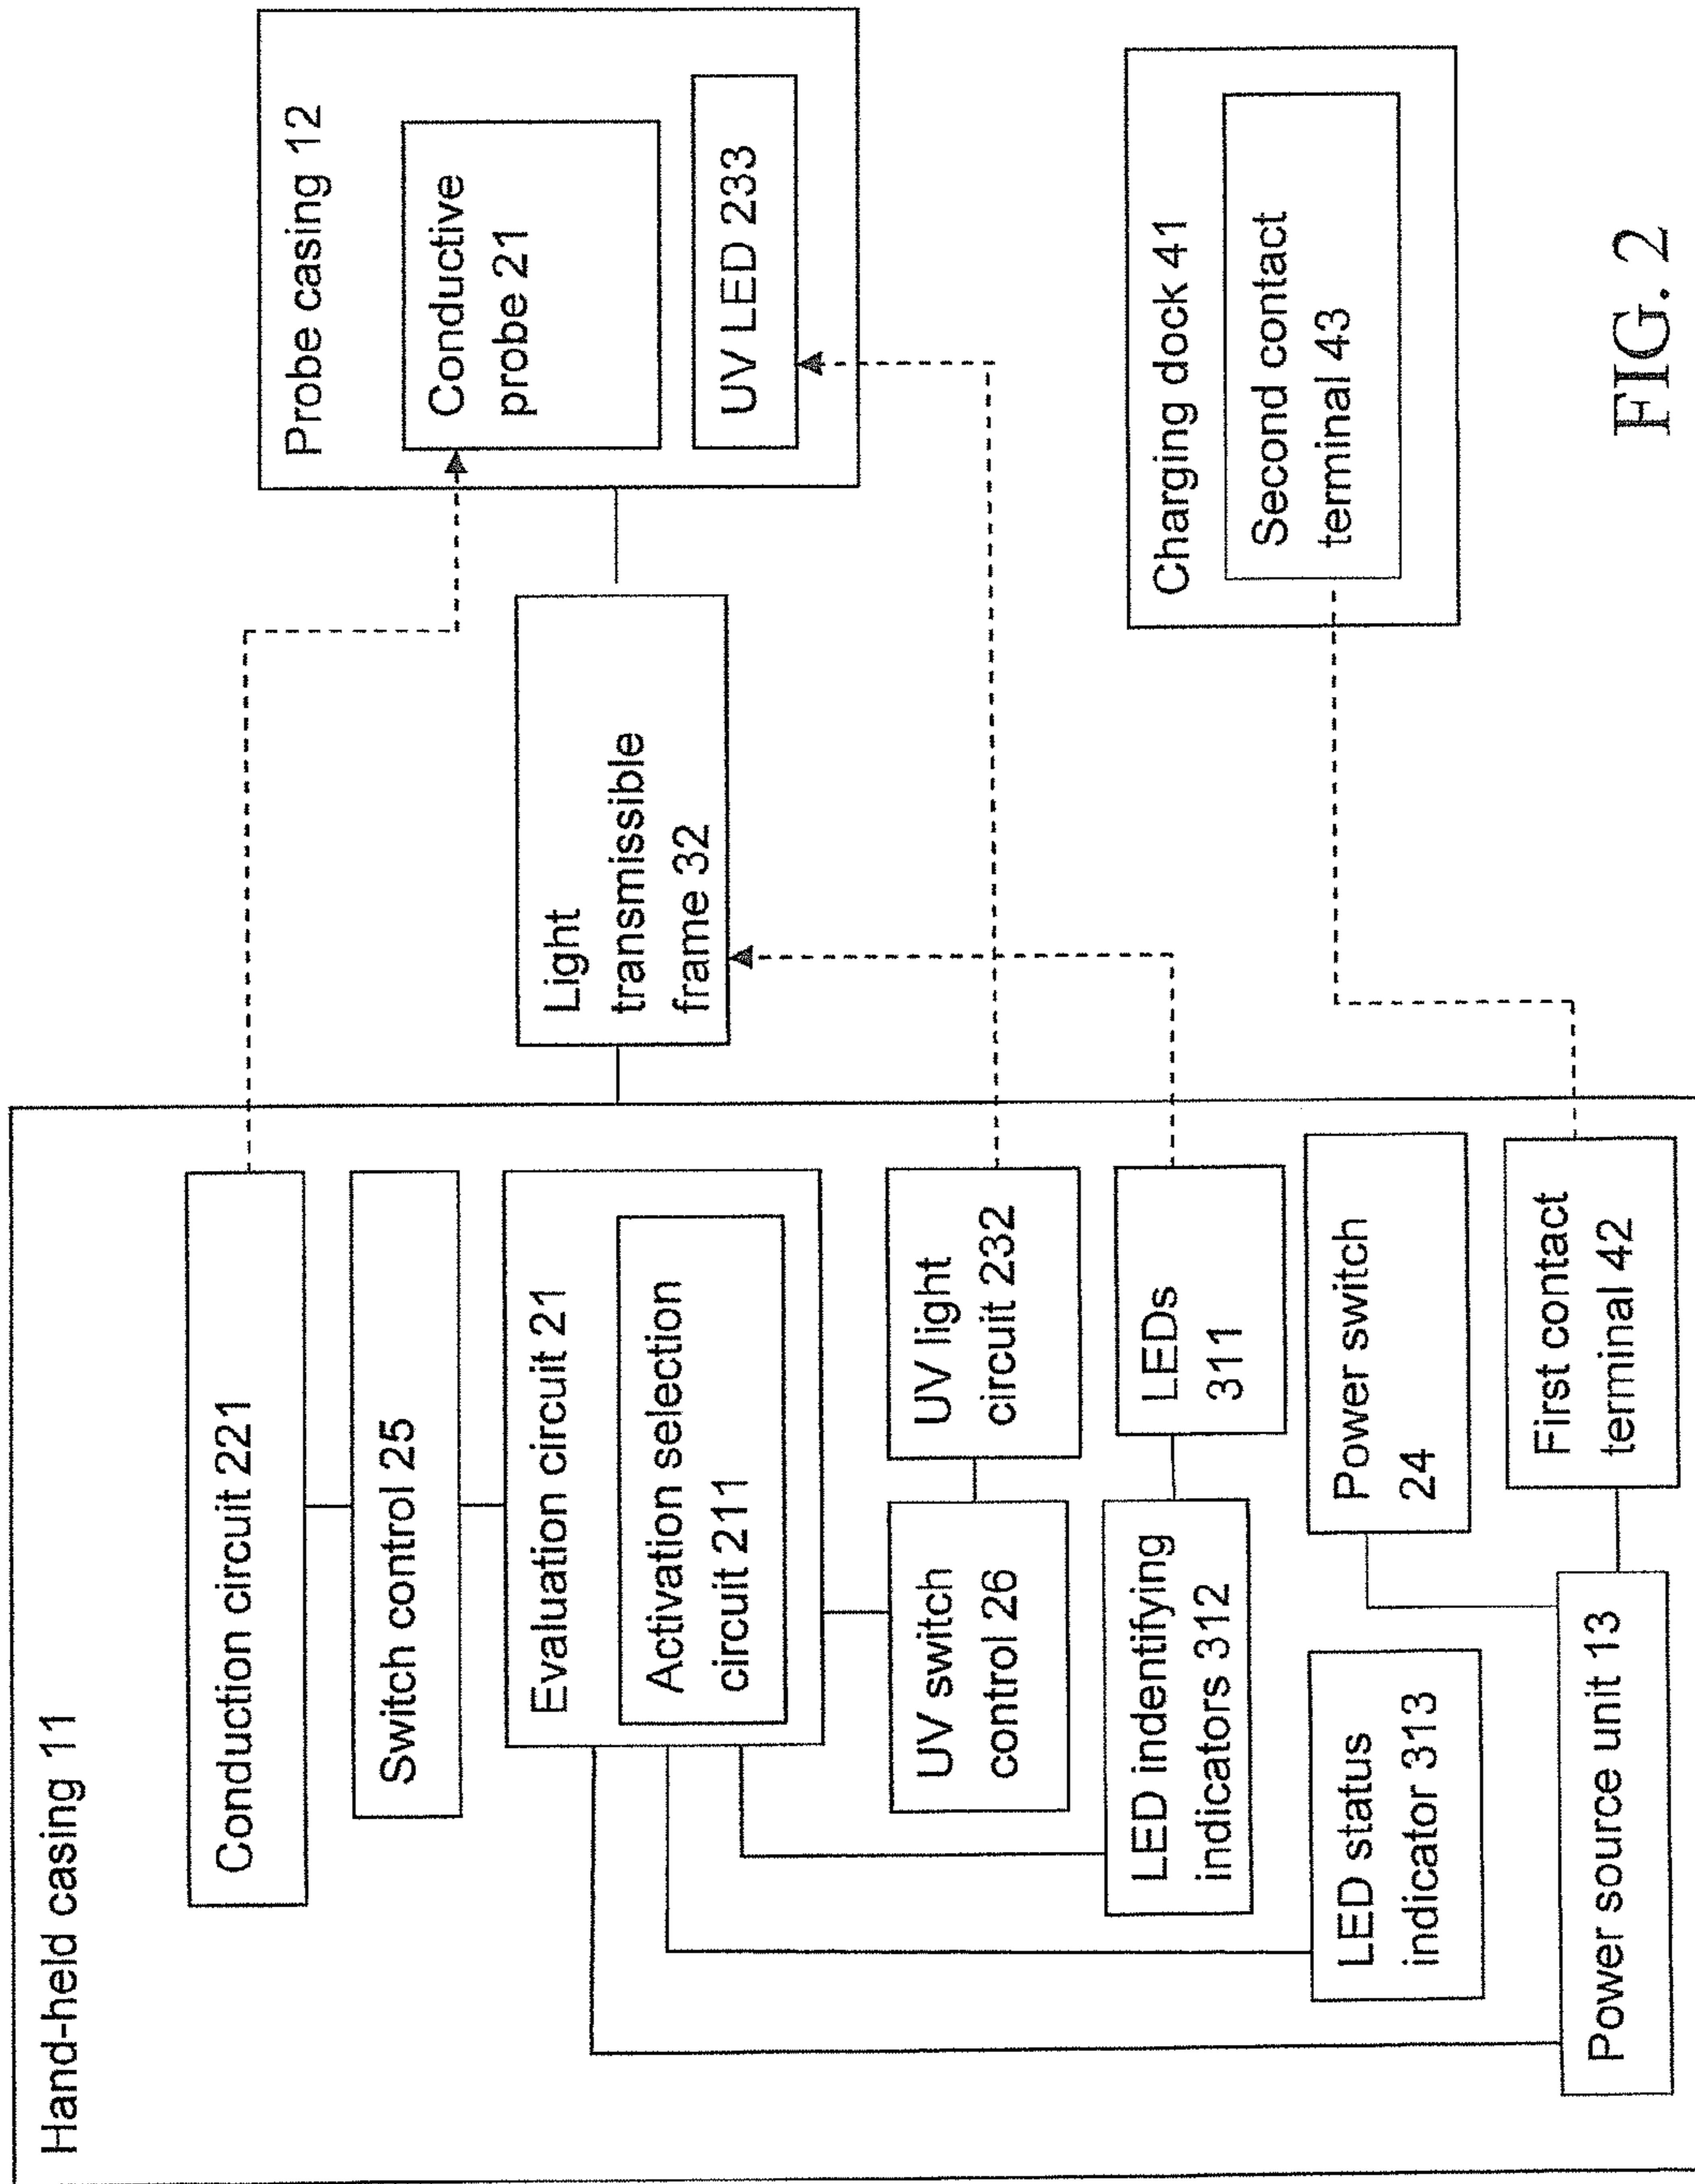 Hand-held casing 11
Conduction circuit 221
Switch control 25
Evaluation circuit 21
Activation selection
circuit 211
UV switch
control 26
UV light
circuit 232
LED indentifying
indicators 312
LEDs
311
LED status
indicator 313
Power switch
24
Power source unit 13
First contact
terminal 42
Light
transmissible
frame 32
Probe casing 12
Conductive
probe 21
UV LED 233
Charging dock 41
Second contact
terminal 43
FIG. 2